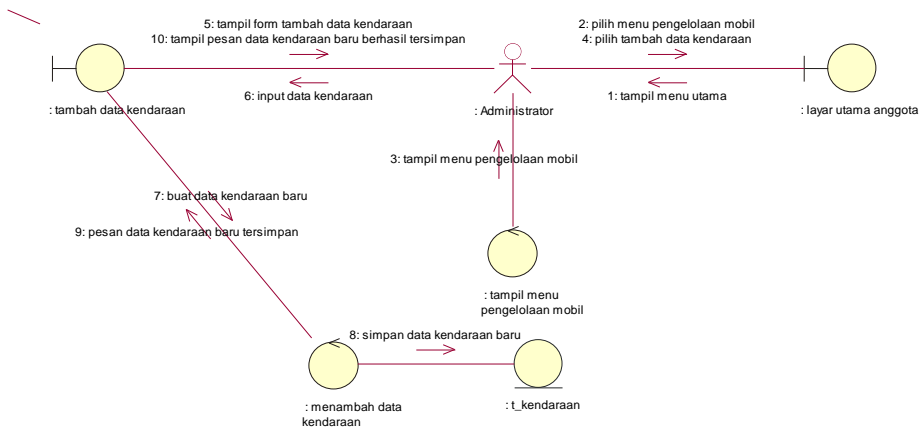 5: tampil form tambah data kendaraan
10: tampil pesan data kendaraan baru berhasil tersimpan
2: pilih menu pengelolaan mobil
4: pilih tambah data kendaraan
6: input data kendaraan
1: tampil menu utama
: tambah data kendaraan
: Administrator
: layar utama anggota
3: tampil menu pengelolaan mobil
7: buat data kendaraan baru
9: pesan data kendaraan baru tersimpan
: tampil menu
pengelolaan mobil
8: simpan data kendaraan baru
: menambah data
kendaraan
: t_kendaraan